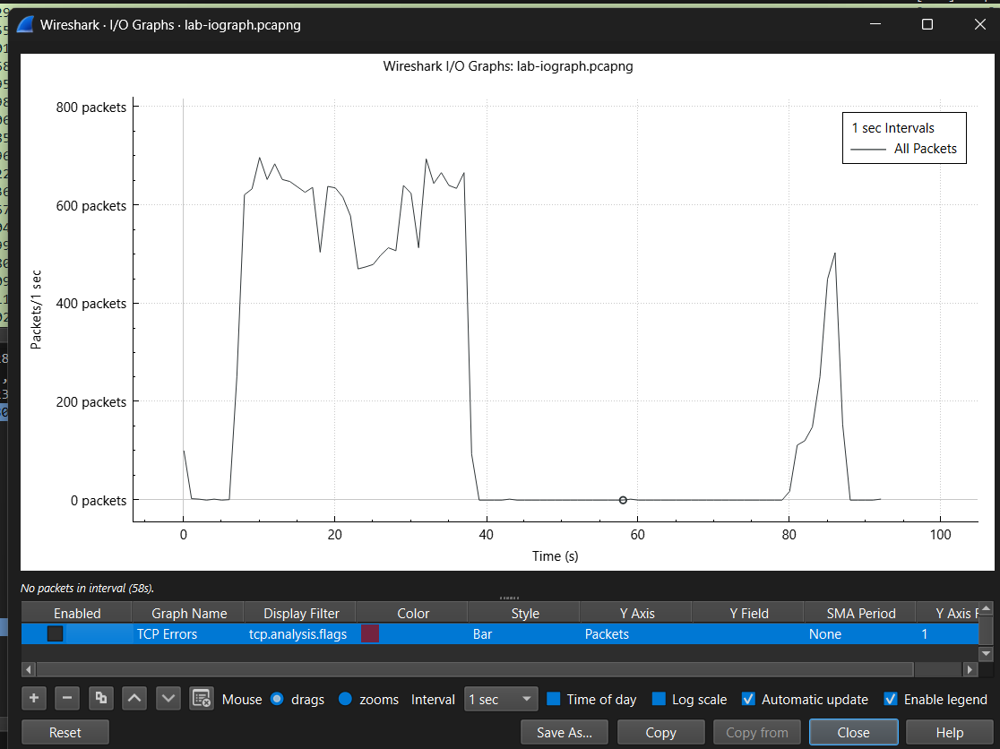 Wireshark · I/O Graphs · lab-iograph.pcapng
Wireshark I/O Graphs: lab-iograph.pcapng
800 packets
600 packets
400 packets
200 packets
0 packets
Packets/1 sec
1 sec Intervals
All Packets
0 20 40 60 80 100
Time (s)
No packets in interval (58s).
Enabled Graph Name Display Filter Color Style Y Axis Y Field SMA Period Y Axis F
TCP Errors tcp.analysis.flags Bar Packets None 1
Mouse drags zooms Interval 1 sec Time of day Log scale Automatic update Enable legend
Reset Save As... Copy Copy from Close Help